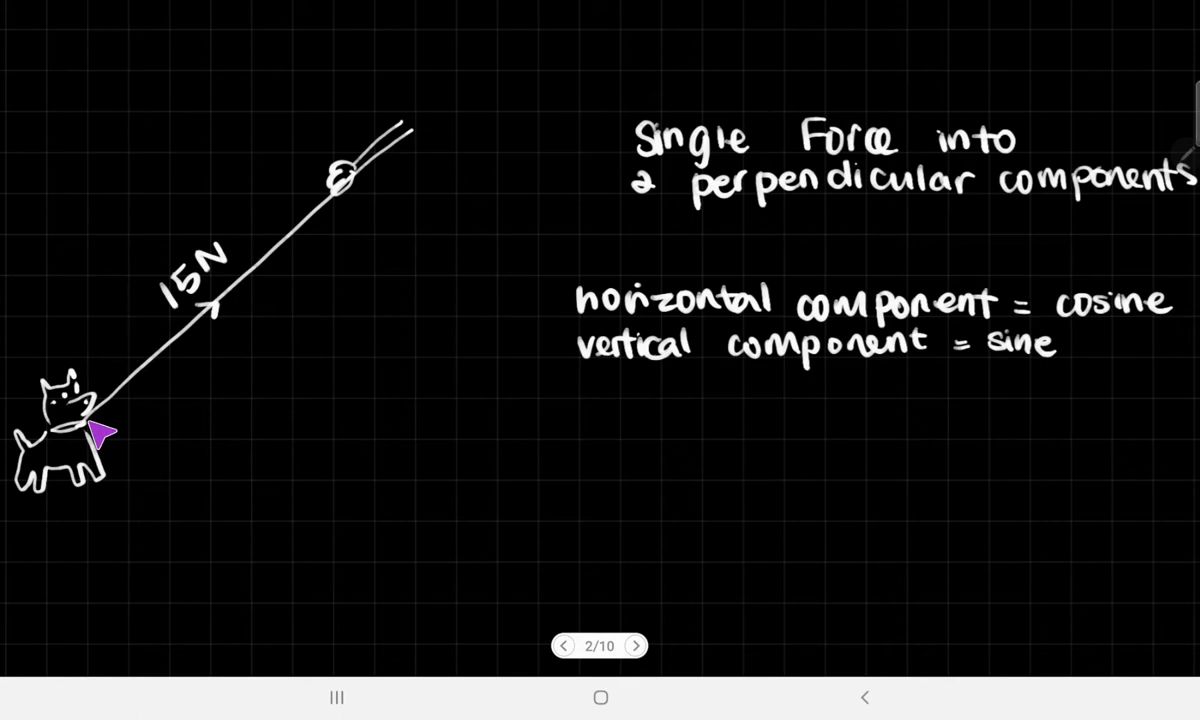 Single Force into
2 perpendicular components
15N
horizontal component = cosine
vertical component = sine
2/10